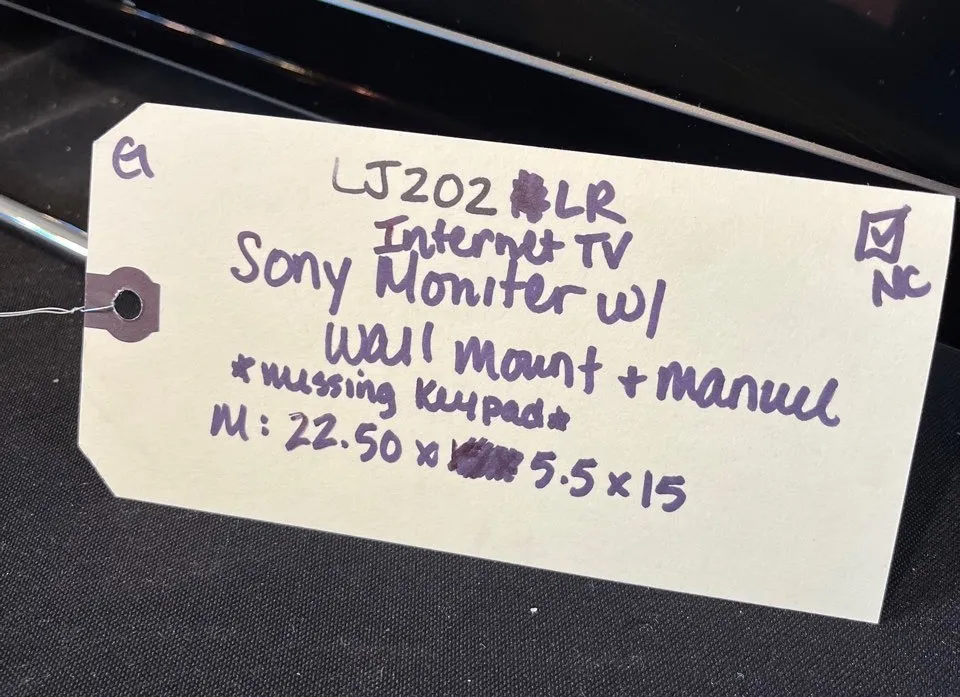 LJ202 LR
Internet TV
Sony Moniter w/
wall mount + manuel
*missing keypad*
M: 22.50 x 5.5 x 15
NC